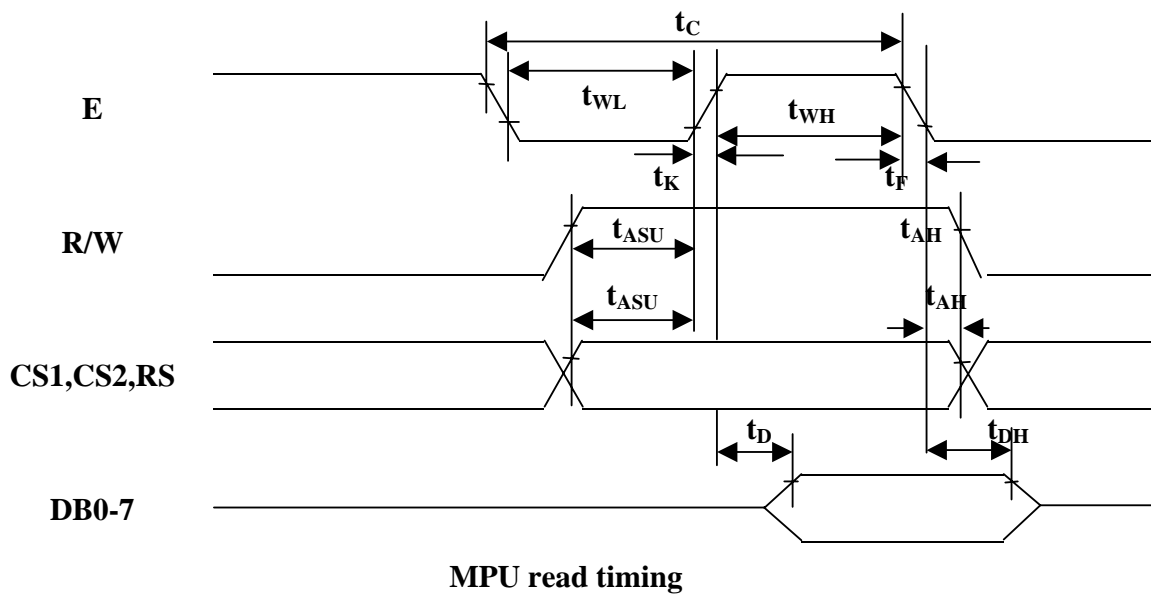 tC
E
tWL
tWH
tK
tF
R/W
tASU
tAH
tASU
tAH
CS1,CS2,RS
tD
tDH
DB0-7
MPU read timing